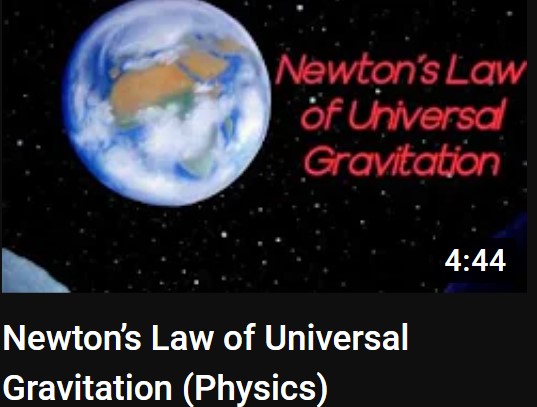 Newton's Law
of Universal
Gravitation
4:44
Newton's Law of Universal
Gravitation (Physics)